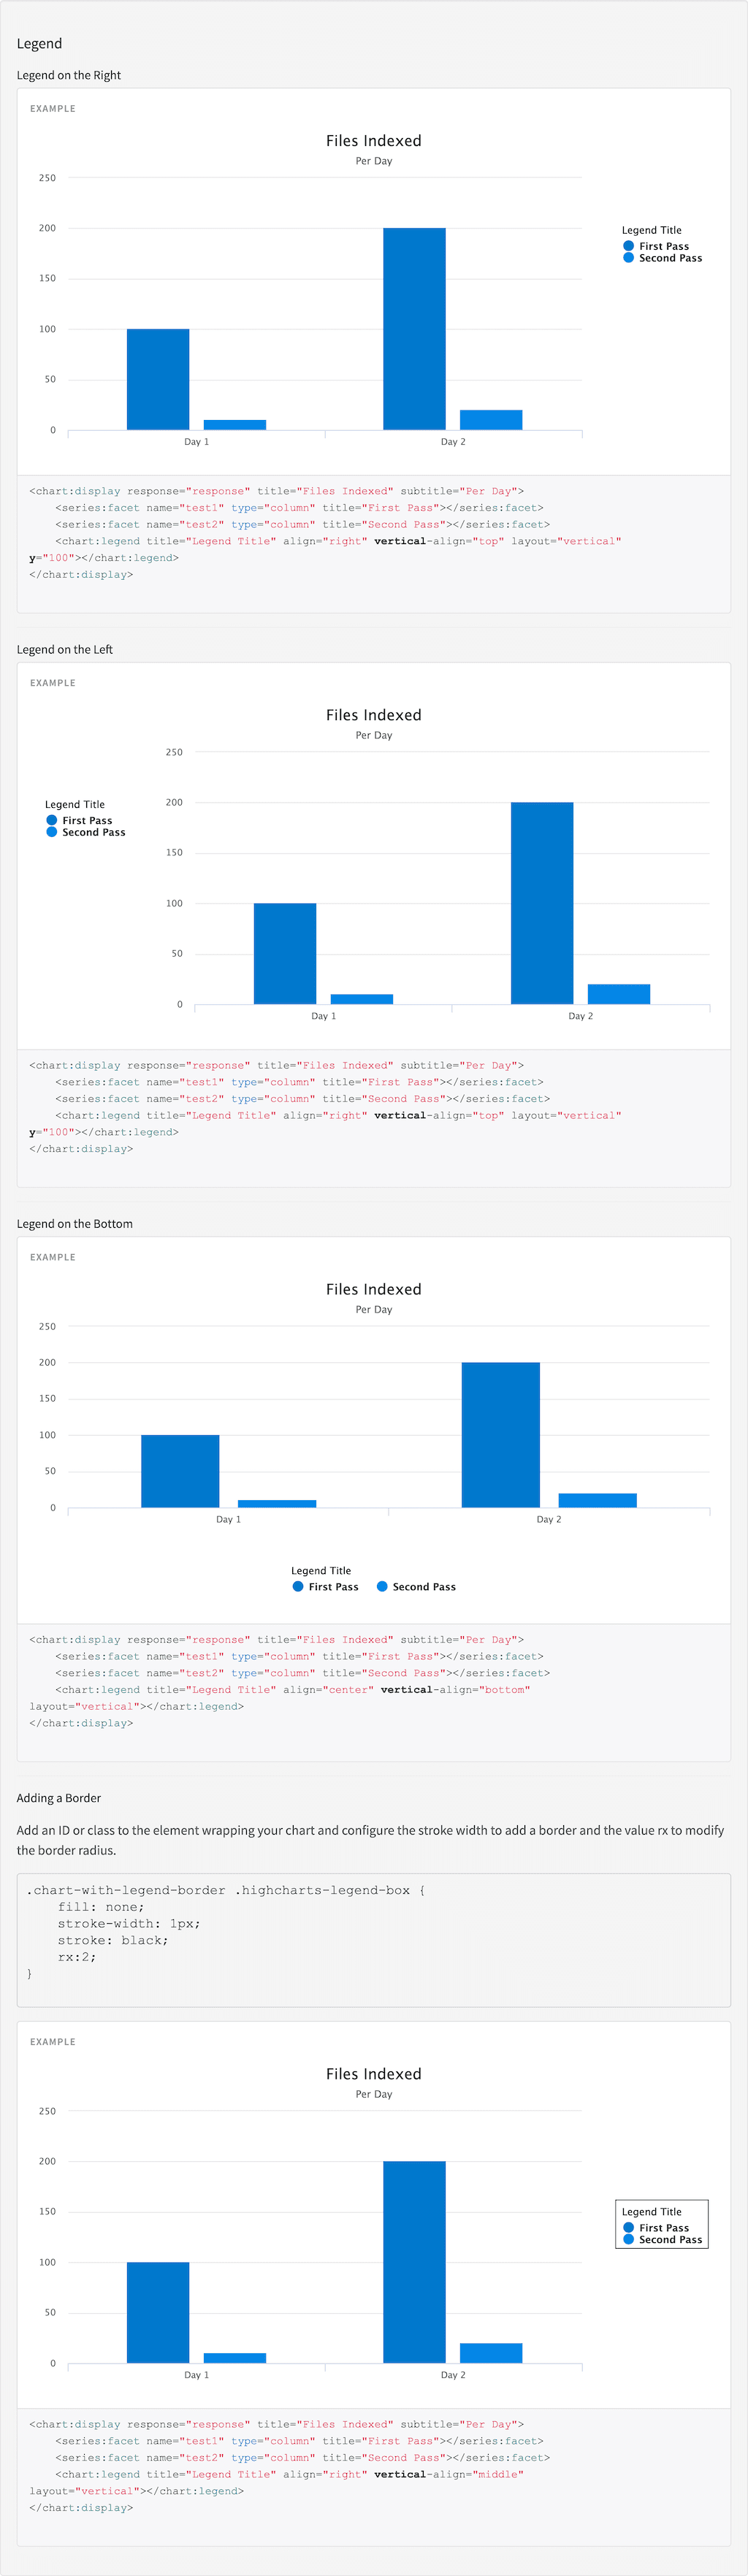 Legend
Legend on the Right
EXAMPLE
Files Indexed
Per Day
250
200
150
100
50
0
Day 1
Day 2
Legend Title
First Pass
Second Pass
<chart:display response="response" title="Files Indexed" subtitle="Per Day">
    <series:facet name="test1" type="column" title="First Pass"></series:facet>
    <series:facet name="test2" type="column" title="Second Pass"></series:facet>
    <chart:legend title="Legend Title" align="right" vertical-align="top" layout="vertical"
y="100"></chart:legend>
</chart:display>
Legend on the Left
EXAMPLE
Files Indexed
Per Day
Legend Title
First Pass
Second Pass
250
200
150
100
50
0
Day 1
Day 2
<chart:display response="response" title="Files Indexed" subtitle="Per Day">
    <series:facet name="test1" type="column" title="First Pass"></series:facet>
    <series:facet name="test2" type="column" title="Second Pass"></series:facet>
    <chart:legend title="Legend Title" align="right" vertical-align="top" layout="vertical"
y="100"></chart:legend>
</chart:display>
Legend on the Bottom
EXAMPLE
Files Indexed
Per Day
250
200
150
100
50
0
Day 1
Day 2
Legend Title
First Pass Second Pass
<chart:display response="response" title="Files Indexed" subtitle="Per Day">
    <series:facet name="test1" type="column" title="First Pass"></series:facet>
    <series:facet name="test2" type="column" title="Second Pass"></series:facet>
    <chart:legend title="Legend Title" align="center" vertical-align="bottom"
layout="vertical"></chart:legend>
</chart:display>
Adding a Border
Add an ID or class to the element wrapping your chart and configure the stroke width to add a border and the value rx to modify
the border radius.
.chart-with-legend-border .highcharts-legend-box {
    fill: none;
    stroke-width: 1px;
    stroke: black;
    rx:2;
}
EXAMPLE
Files Indexed
Per Day
250
200
150
100
50
0
Day 1
Day 2
Legend Title
First Pass
Second Pass
<chart:display response="response" title="Files Indexed" subtitle="Per Day">
    <series:facet name="test1" type="column" title="First Pass"></series:facet>
    <series:facet name="test2" type="column" title="Second Pass"></series:facet>
    <chart:legend title="Legend Title" align="right" vertical-align="middle"
layout="vertical"></chart:legend>
</chart:display>